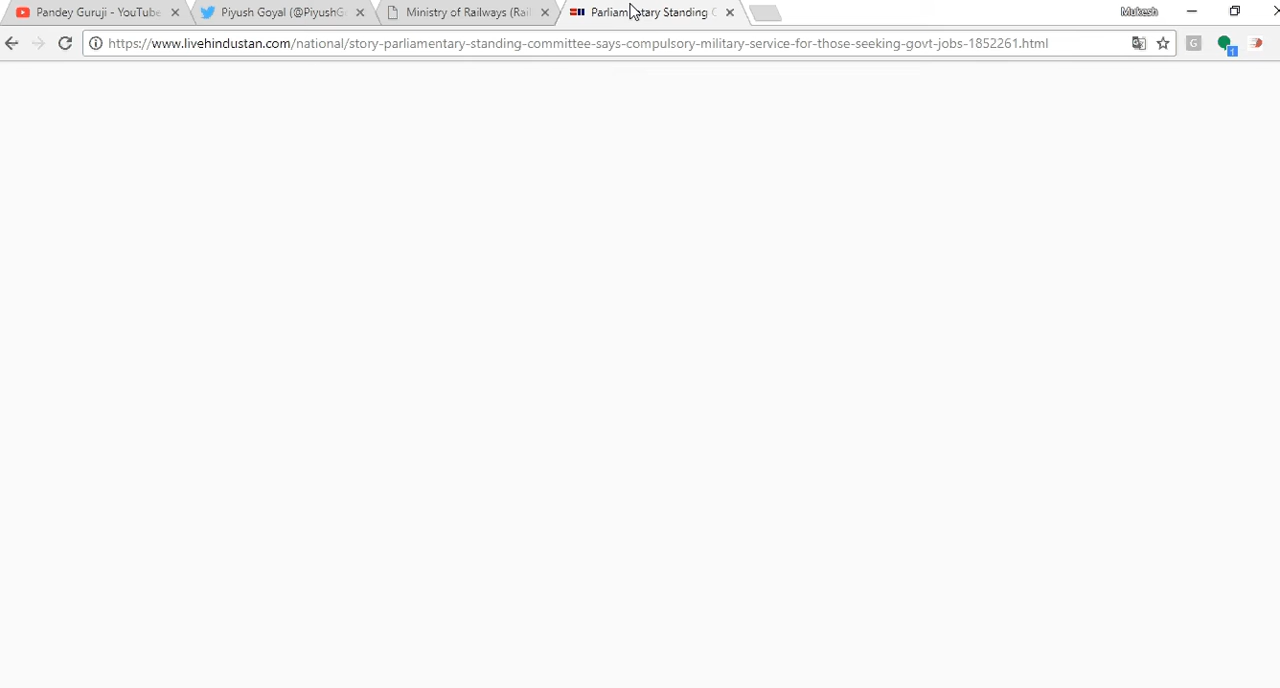 Pandey Guruji - YouTube
Piyush Goyal (@PiyushG
Ministry of Railways (Rail
Parliamentary Standing C
Mukesh
https://www.livehindustan.com/national/story-parliamentary-standing-committee-says-compulsory-military-service-for-those-seeking-govt-jobs-1852261.html
G
1